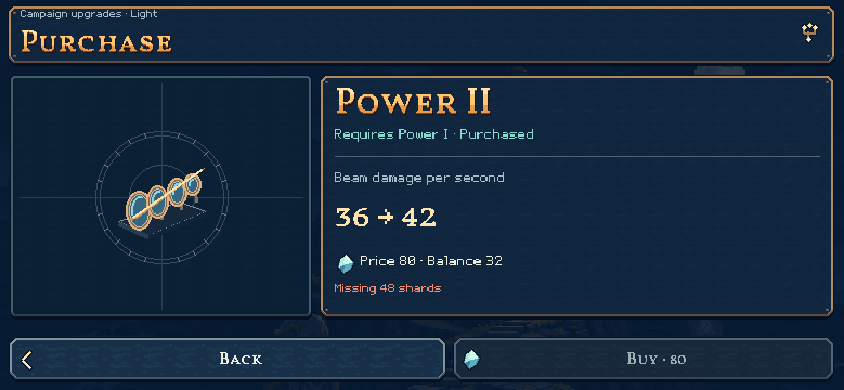 Campaign upgrades · Light
Purchase
Power II
Requires Power I · Purchased
Beam damage per second
36 → 42
Price 80 · Balance 32
Missing 48 shards
Back
Buy · 80